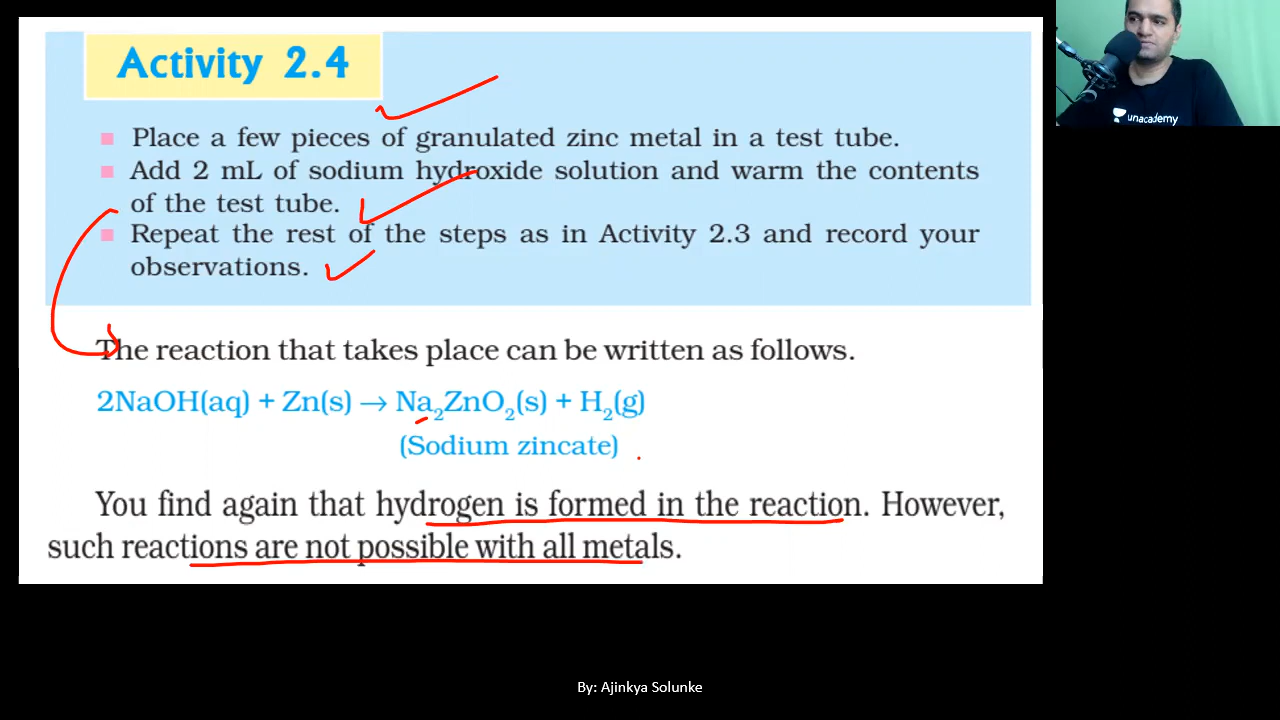 Activity 2.4
■ Place a few pieces of granulated zinc metal in a test tube.
■ Add 2 mL of sodium hydroxide solution and warm the contents
of the test tube.
■ Repeat the rest of the steps as in Activity 2.3 and record your
observations.
The reaction that takes place can be written as follows.
2NaOH(aq) + Zn(s) → Na₂ZnO₂(s) + H₂(g)
(Sodium zincate)
You find again that hydrogen is formed in the reaction. However,
such reactions are not possible with all metals.
unacademy
By: Ajinkya Solunke